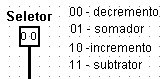 Seletor
0 0
00 - decremento
01 - somador
10 -incremento
11 - subtrator